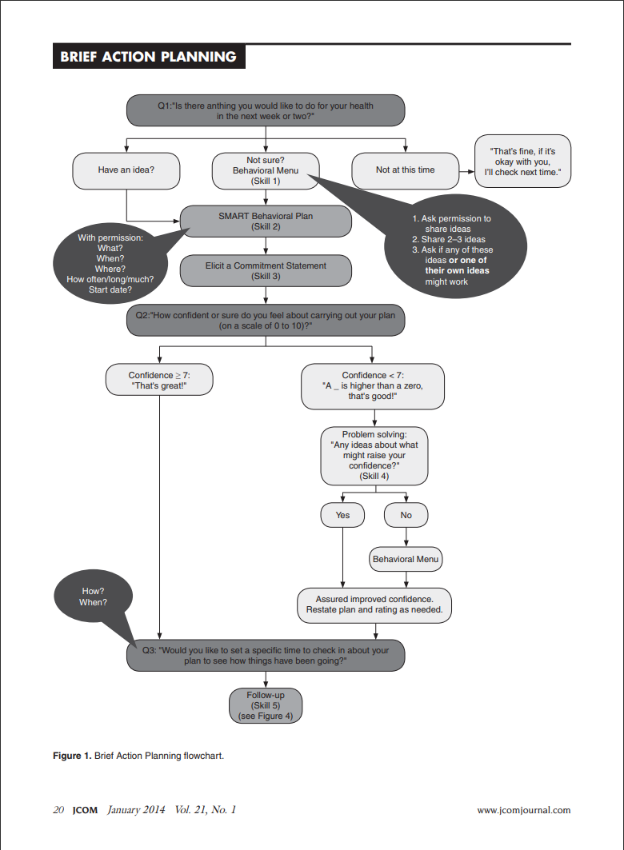 BRIEF ACTION PLANNING
Q1:"Is there anthing you would like to do for your health
in the next week or two?"
Have an idea?
Not sure?
Behavioral Menu
(Skill 1)
Not at this time
"That's fine, if it's
okay with you,
I'll check next time."
1. Ask permission to
share ideas
2. Share 2–3 ideas
3. Ask if any of these
ideas or one of
their own ideas
might work
SMART Behavioral Plan
(Skill 2)
With permission:
What?
When?
Where?
How often/long/much?
Start date?
Elicit a Commitment Statement
(Skill 3)
Q2:"How confident or sure do you feel about carrying out your plan
(on a scale of 0 to 10)?"
Confidence ≥ 7:
"That's great!"
Confidence < 7:
"A _ is higher than a zero,
that's good!"
Problem solving:
"Any ideas about what
might raise your
confidence?"
(Skill 4)
Yes
No
Behavioral Menu
Assured improved confidence.
Restate plan and rating as needed.
How?
When?
Q3: "Would you like to set a specific time to check in about your
plan to see how things have been going?"
Follow-up
(Skill 5)
(see Figure 4)
Figure 1. Brief Action Planning flowchart.
20 JCOM January 2014 Vol. 21, No. 1
www.jcomjournal.com